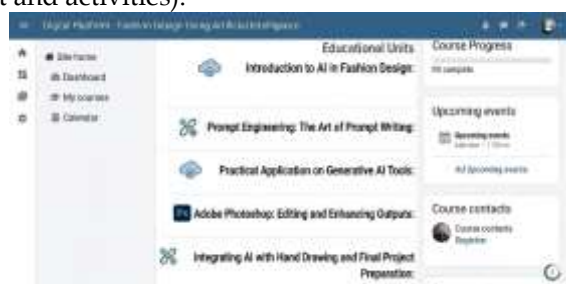 t and activities).
Digital Platform - Fashion Design Using Artificial Intelligence
Site home
Dashboard
My courses
Calendar
Educational Units
Introduction to AI in Fashion Design:
Prompt Engineering: The Art of Prompt Writing:
Practical Application on Generative AI Tools:
Ps
Adobe Photoshop: Editing and Enhancing Outputs:
Integrating AI with Hand Drawing and Final Project
Preparation:
Course Progress
complete
Upcoming events
Upcoming events
All Upcoming events
Course contacts
Course contacts